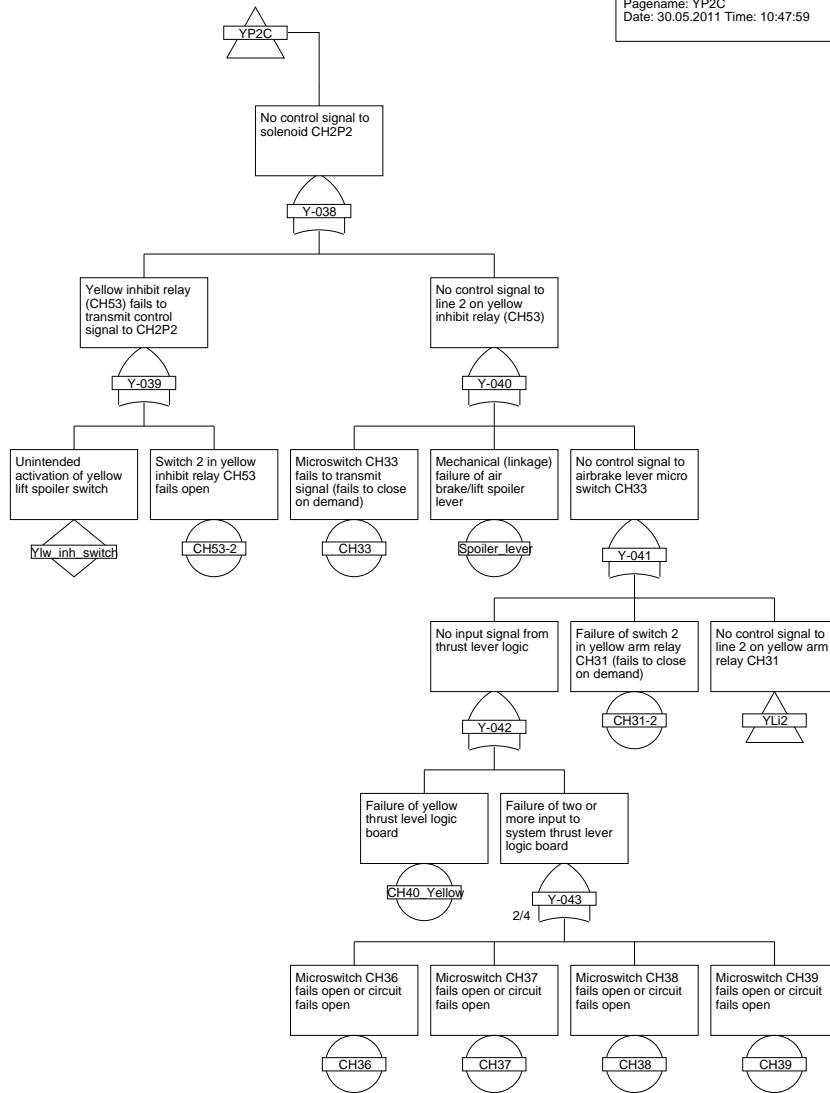 Pagename: YP2C
Date: 30.05.2011 Time: 10:47:59
YP2C
No control signal to
solenoid CH2P2
Y-038
Yellow inhibit relay
(CH53) fails to
transmit control
signal to CH2P2
Y-039
No control signal to
line 2 on yellow
inhibit relay (CH53)
Y-040
Unintended
activation of yellow
lift spoiler switch
Ylw_inh_switch
Switch 2 in yellow
inhibit relay CH53
fails open
CH53-2
Microswitch CH33
fails to transmit
signal (fails to close
on demand)
CH33
Mechanical (linkage)
failure of air
brake/lift spoiler
lever
Spoiler_lever
No control signal to
airbrake lever micro
switch CH33
Y-041
No input signal from
thrust lever logic
Y-042
Failure of switch 2
in yellow arm relay
CH31 (fails to close
on demand)
CH31-2
No control signal to
line 2 on yellow arm
relay CH31
YLi2
Failure of yellow
thrust level logic
board
CH40_Yellow
Failure of two or
more input to
system thrust lever
logic board
Y-043
2/4
Microswitch CH36
fails open or circuit
fails open
CH36
Microswitch CH37
fails open or circuit
fails open
CH37
Microswitch CH38
fails open or circuit
fails open
CH38
Microswitch CH39
fails open or circuit
fails open
CH39